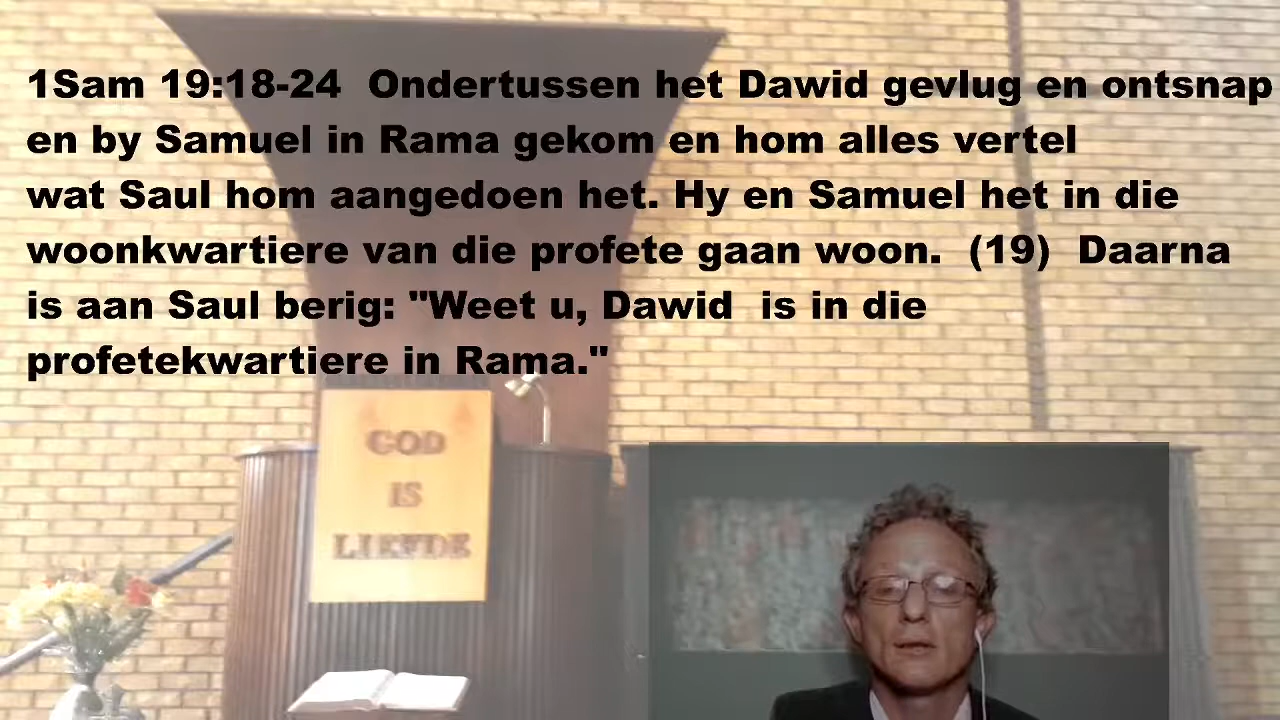 1Sam 19:18-24  Ondertussen het Dawid gevlug en ontsnap
en by Samuel in Rama gekom en hom alles vertel
wat Saul hom aangedoen het. Hy en Samuel het in die
woonkwartiere van die profete gaan woon.  (19)  Daarna
is aan Saul berig: "Weet u, Dawid  is in die
profetekwartiere in Rama."
GOD
IS
LIEFDE